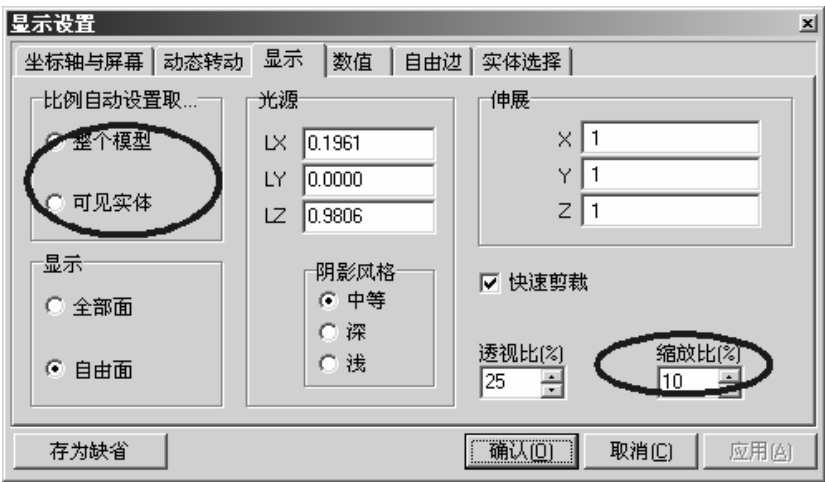 显示设置
坐标轴与屏幕 动态转动 显示 数值 自由边 实体选择
比例自动设置取...
整个模型
可见实体
显示
全部面
自由面
光源
LX 0.1961
LY 0.0000
LZ 0.9806
阴影风格
中等
深
浅
伸展
X 1
Y 1
Z 1
快速剪裁
透视比(%) 缩放比(%)
25 10
存为缺省 确认(O) 取消(C) 应用(A)